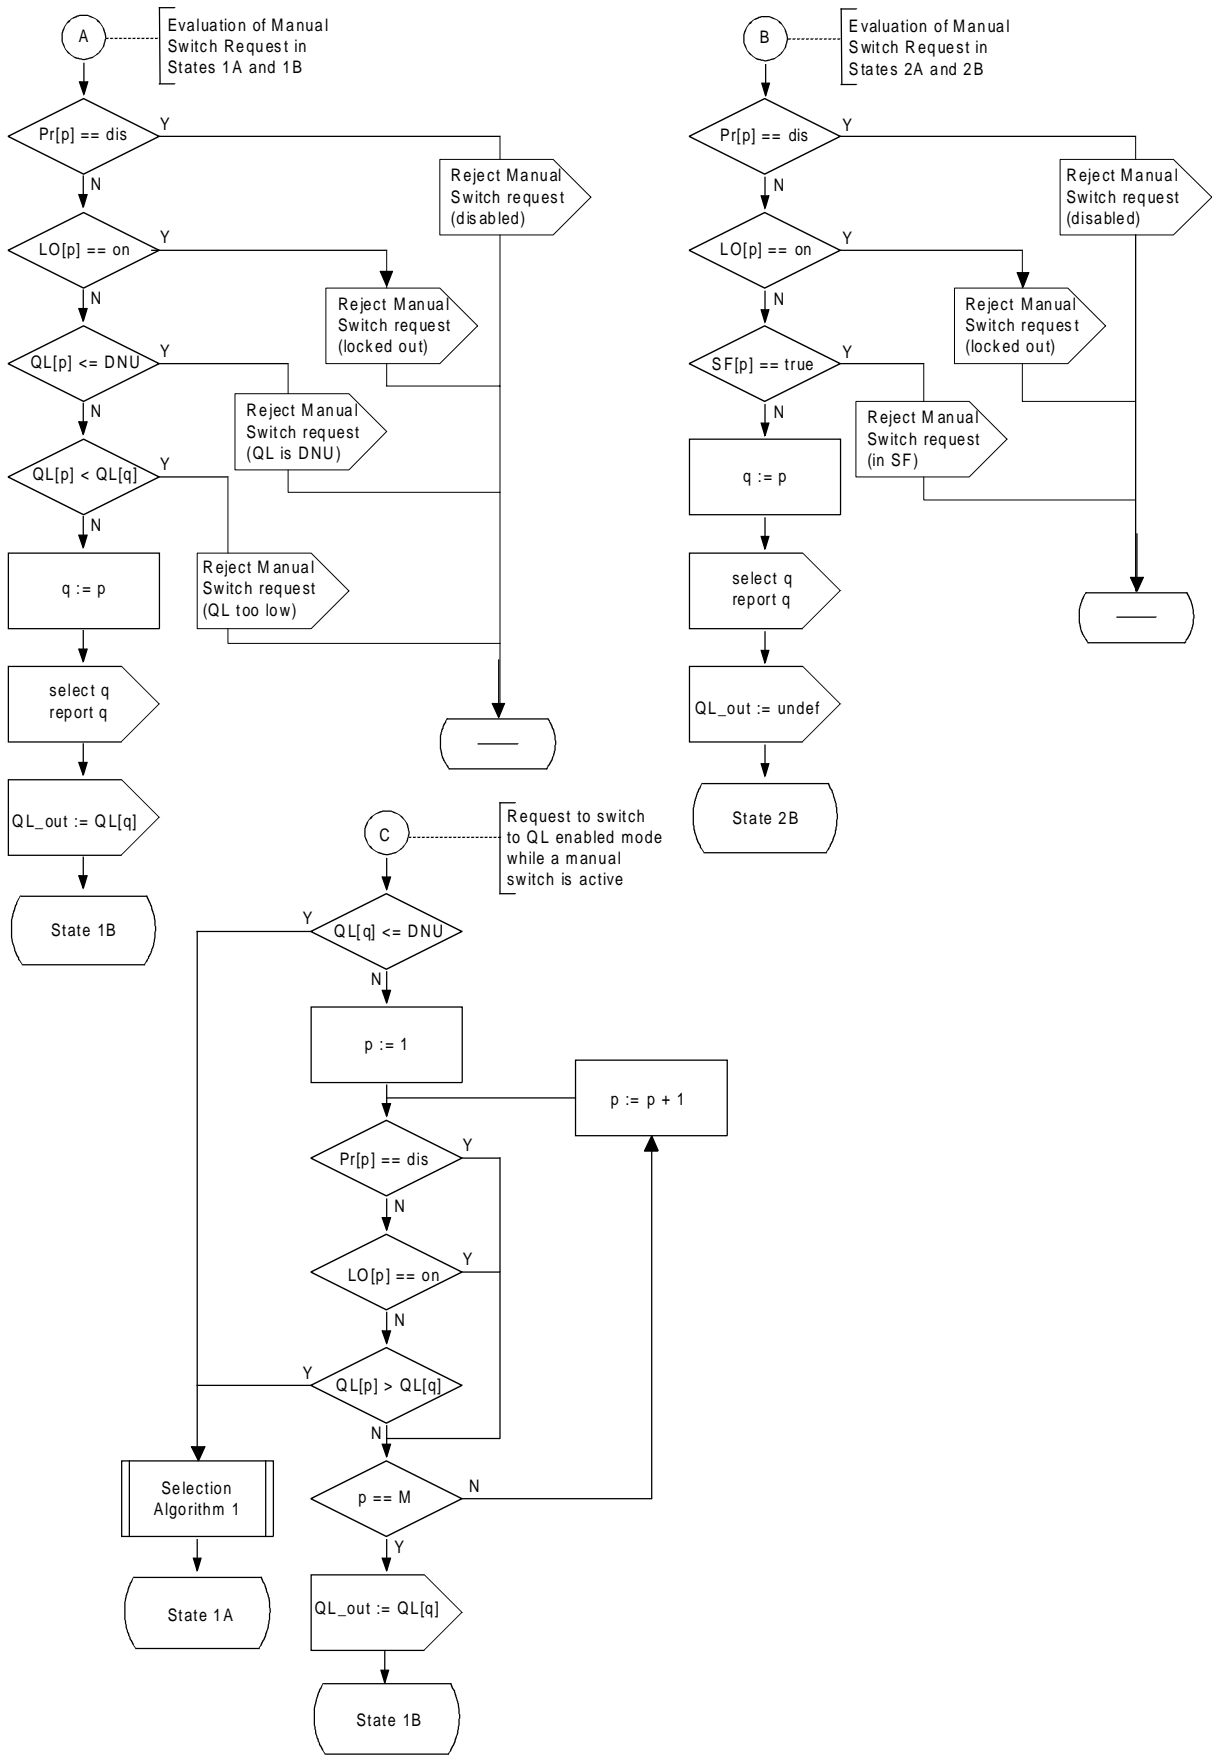 A
Evaluation of Manual
Switch Request in
States 1A and 1B
Pr[p] == dis
Y
N
Reject Manual
Switch request
(disabled)
LO[p] == on
Y
N
Reject Manual
Switch request
(locked out)
QL[p] <= DNU
Y
N
Reject Manual
Switch request
(QL is DNU)
QL[p] < QL[q]
Y
N
Reject Manual
Switch request
(QL too low)
q := p
select q
report q
QL_out := QL[q]
State 1B
B
Evaluation of Manual
Switch Request in
States 2A and 2B
Pr[p] == dis
Y
N
Reject Manual
Switch request
(disabled)
LO[p] == on
Y
N
Reject Manual
Switch request
(locked out)
SF[p] == true
Y
N
Reject Manual
Switch request
(in SF)
q := p
select q
report q
QL_out := undef
State 2B
C
Request to switch
to QL enabled mode
while a manual
switch is active
Y
QL[q] <= DNU
N
p := 1
p := p + 1
Pr[p] == dis
Y
N
LO[p] == on
Y
N
Y
QL[p] > QL[q]
N
p == M
N
Y
Selection
Algorithm 1
State 1A
QL_out := QL[q]
State 1B